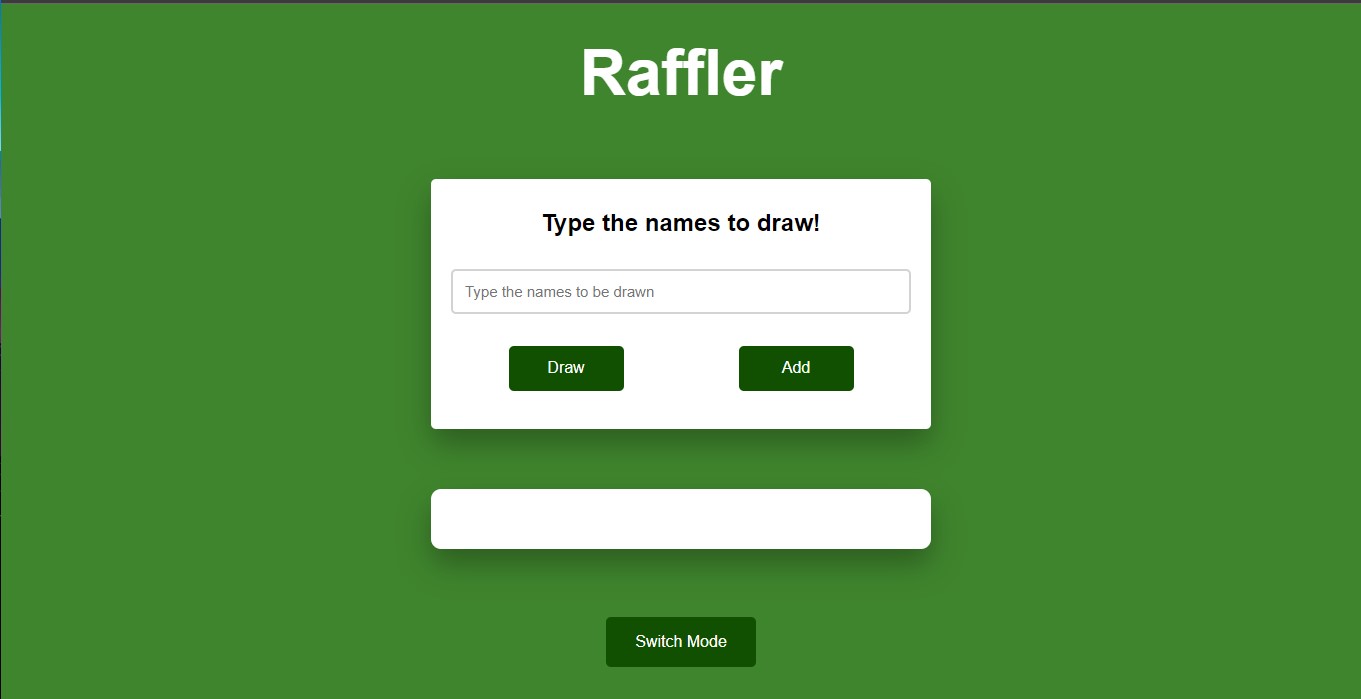 Raffler
Type the names to draw!
Type the names to be drawn
Draw
Add
Switch Mode